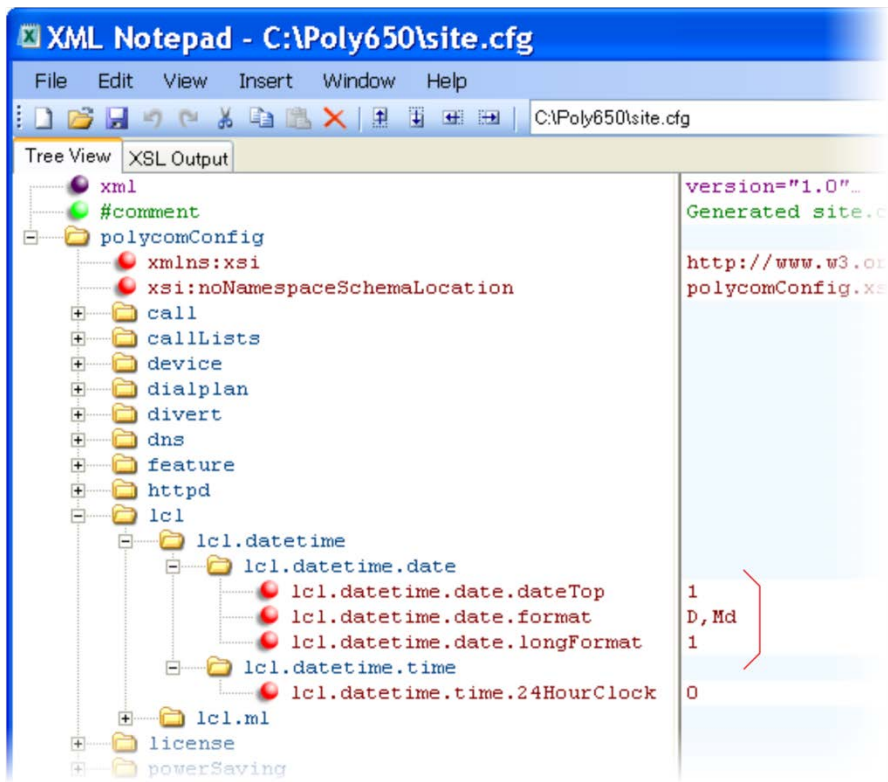 XML Notepad - C:\Poly650\site.cfg
File Edit View Insert Window Help
C:\Poly650\site.cfg
Tree View XSL Output
xml version="1.0"…
#comment Generated site.c
polycomConfig
xmlns:xsi http://www.w3.or
xsi:noNamespaceSchemaLocation polycomConfig.xs
call
callLists
device
dialplan
divert
dns
feature
httpd
lcl
lcl.datetime
lcl.datetime.date
lcl.datetime.date.dateTop 1
lcl.datetime.date.format D,Md
lcl.datetime.date.longFormat 1
lcl.datetime.time
lcl.datetime.time.24HourClock 0
lcl.ml
license
powerSaving